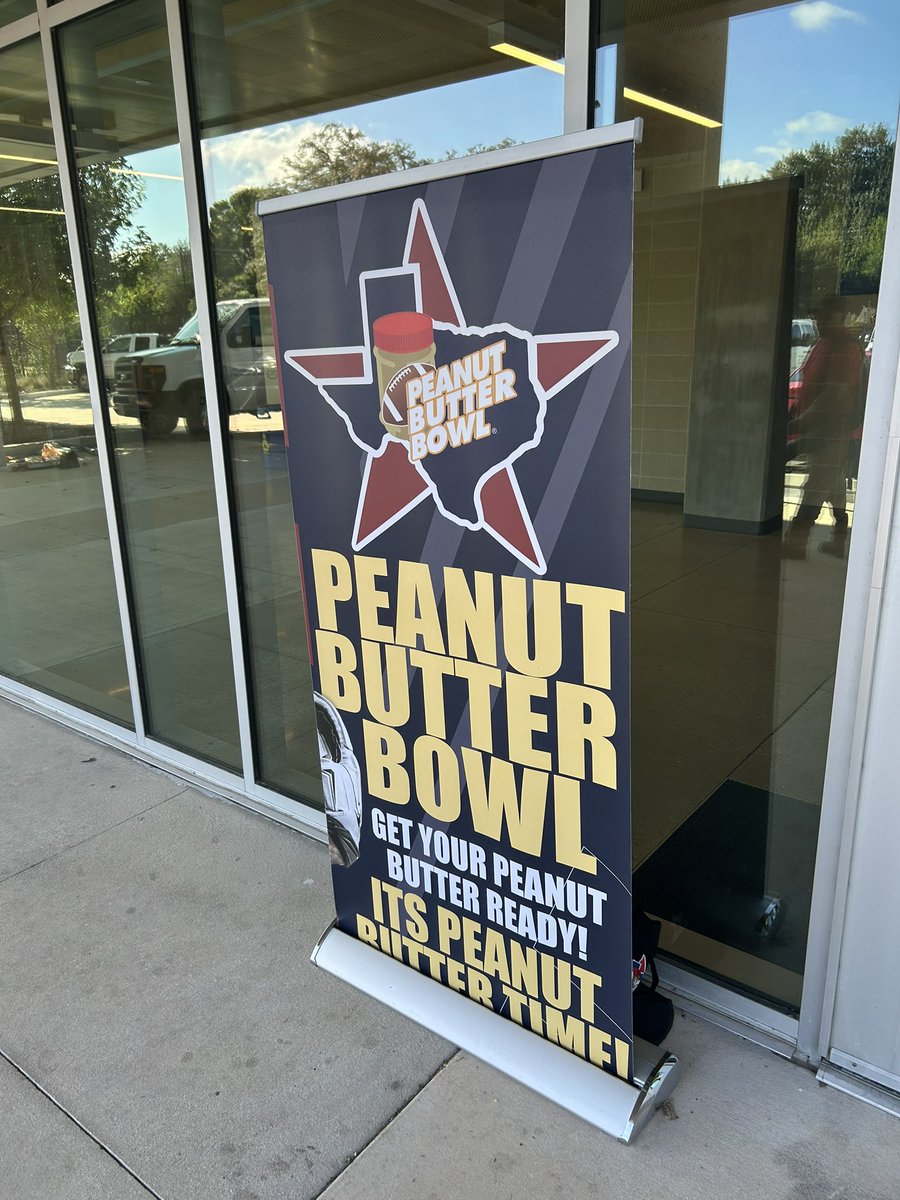 PEANUT
BUTTER
BOWL®
PEANUT
BUTTER
BOWL
GET YOUR PEANUT
BUTTER READY!
ITS PEANUT
BUTTER TIME!